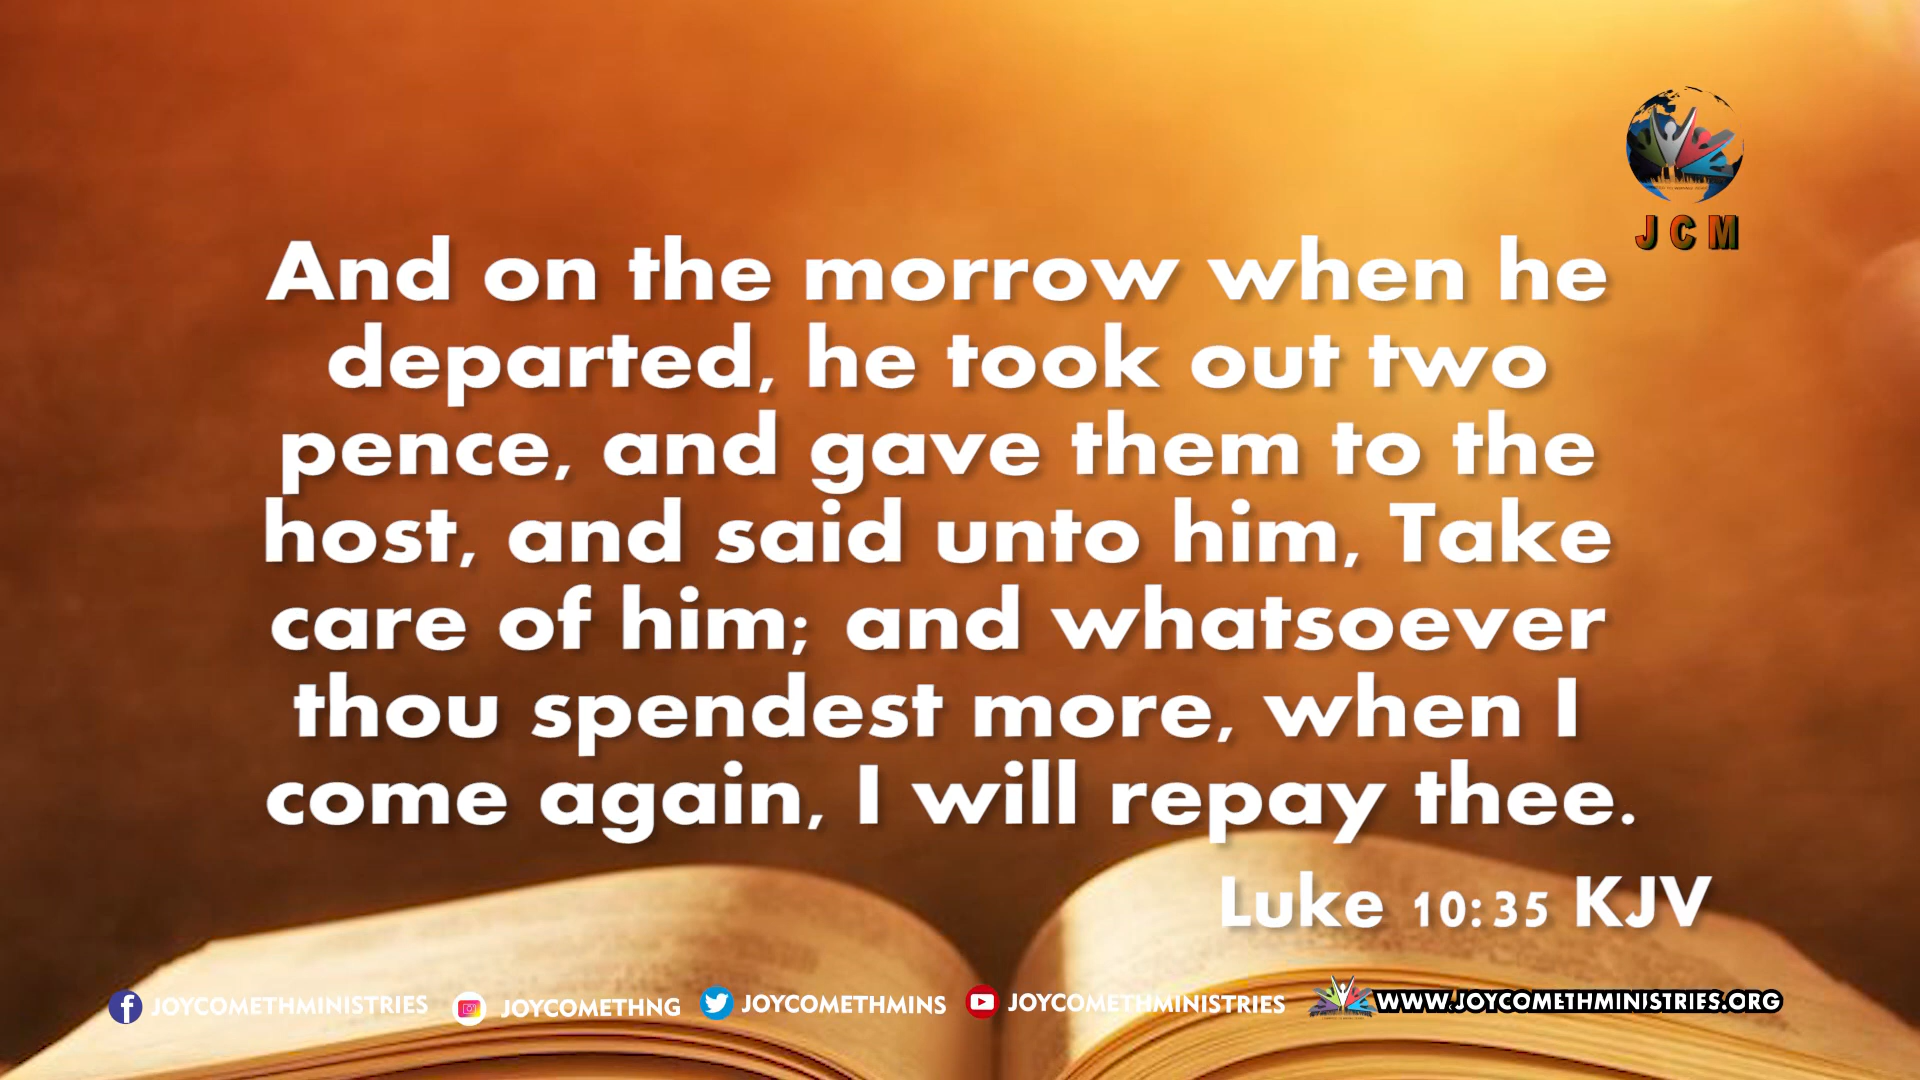 JCM
And on the morrow when he
departed, he took out two
pence, and gave them to the
host, and said unto him, Take
care of him; and whatsoever
thou spendest more, when I
come again, I will repay thee.
Luke 10:35 KJV
JOYCOMETHMINISTRIES JOYCOMETHNG JOYCOMETHMINS JOYCOMETHMINISTRIES WWW.JOYCOMETHMINISTRIES.ORG